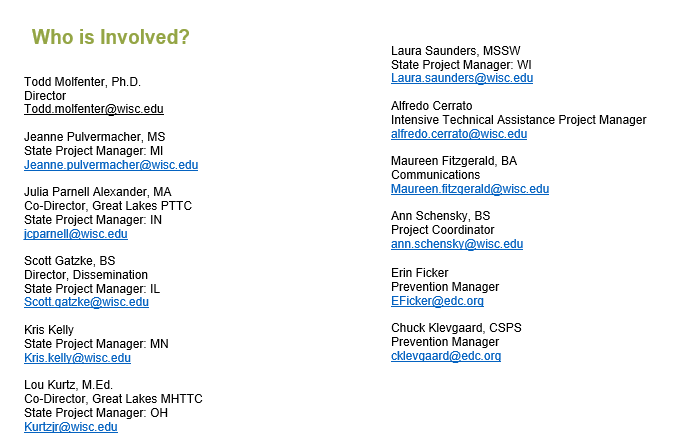 Who is Involved?
Todd Molfenter, Ph.D.
Director
Todd.molfenter@wisc.edu
Jeanne Pulvermacher, MS
State Project Manager: MI
Jeanne.pulvermacher@wisc.edu
Julia Parnell Alexander, MA
Co-Director, Great Lakes PTTC
State Project Manager: IN
jcparnell@wisc.edu
Scott Gatzke, BS
Director, Dissemination
State Project Manager: IL
Scott.gatzke@wisc.edu
Kris Kelly
State Project Manager: MN
Kris.kelly@wisc.edu
Lou Kurtz, M.Ed.
Co-Director, Great Lakes MHTTC
State Project Manager: OH
Kurtzjr@wisc.edu
Laura Saunders, MSSW
State Project Manager: WI
Laura.saunders@wisc.edu
Alfredo Cerrato
Intensive Technical Assistance Project Manager
alfredo.cerrato@wisc.edu
Maureen Fitzgerald, BA
Communications
Maureen.fitzgerald@wisc.edu
Ann Schensky, BS
Project Coordinator
ann.schensky@wisc.edu
Erin Ficker
Prevention Manager
EFicker@edc.org
Chuck Klevgaard, CSPS
Prevention Manager
cklevgaard@edc.org